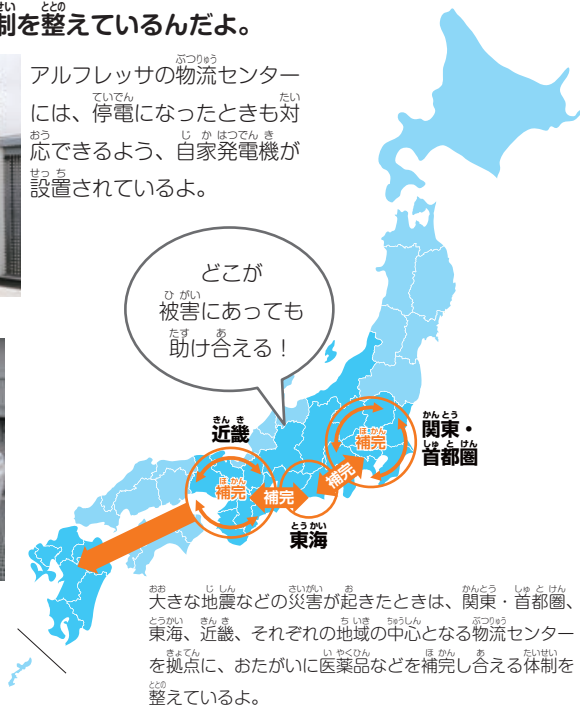 制を整えているんだよ。
アルフレッサの物流センター
には、停電になったときも対
応できるよう、自家発電機が
設置されているよ。
どこが
被害にあっても
助け合える！
近畿
補完
補完
東海
補完
補完
関東・
首都圏
大きな地震などの災害が起きたときは、関東・首都圏、
東海、近畿、それぞれの地域の中心となる物流センター
を拠点に、おたがいに医薬品などを補完し合える体制を
整えているよ。